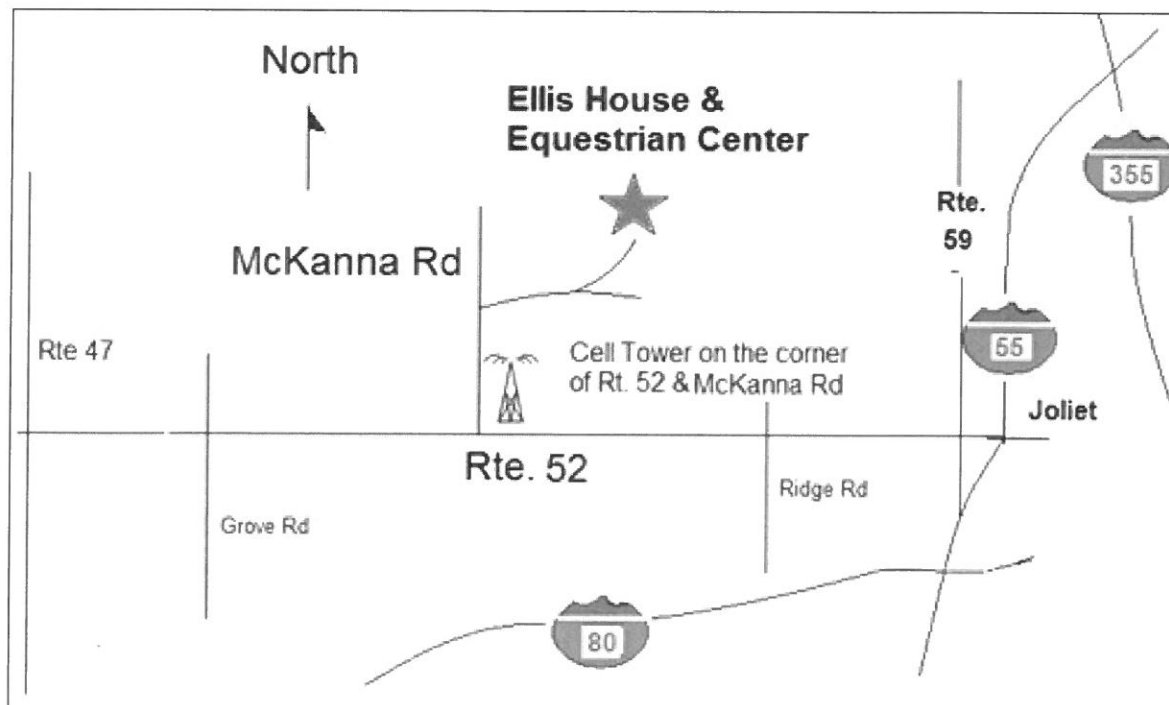 North
Ellis House &
Equestrian Center
355
Rte.
59
McKanna Rd
Rte 47
Cell Tower on the corner
of Rt. 52 & McKanna Rd
55
Joliet
Rte. 52
Ridge Rd
Grove Rd
80